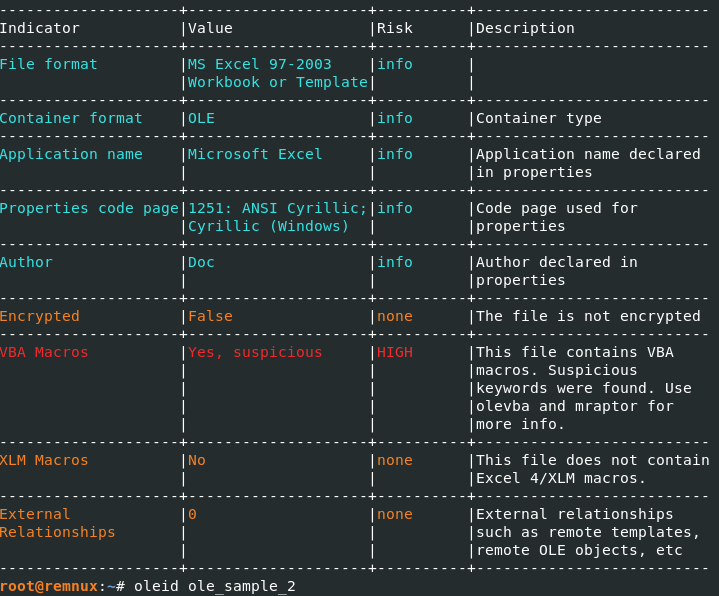 --------------------+--------------------+----------+--------------------------
Indicator           |Value               |Risk      |Description
--------------------+--------------------+----------+--------------------------
File format         |MS Excel 97-2003    |info      |
                    |Workbook or Template|          |
--------------------+--------------------+----------+--------------------------
Container format    |OLE                 |info      |Container type
--------------------+--------------------+----------+--------------------------
Application name    |Microsoft Excel     |info      |Application name declared
                    |                    |          |in properties
--------------------+--------------------+----------+--------------------------
Properties code page|1251: ANSI Cyrillic;|info      |Code page used for
                    |Cyrillic (Windows)  |          |properties
--------------------+--------------------+----------+--------------------------
Author              |Doc                 |info      |Author declared in
                    |                    |          |properties
--------------------+--------------------+----------+--------------------------
Encrypted           |False               |none      |The file is not encrypted
--------------------+--------------------+----------+--------------------------
VBA Macros          |Yes, suspicious     |HIGH      |This file contains VBA
                    |                    |          |macros. Suspicious
                    |                    |          |keywords were found. Use
                    |                    |          |olevba and mraptor for
                    |                    |          |more info.
--------------------+--------------------+----------+--------------------------
XLM Macros          |No                  |none      |This file does not contain
                    |                    |          |Excel 4/XLM macros.
--------------------+--------------------+----------+--------------------------
External            |0                   |none      |External relationships
Relationships       |                    |          |such as remote templates,
                    |                    |          |remote OLE objects, etc
--------------------+--------------------+----------+--------------------------
root@remnux:~# oleid ole_sample_2